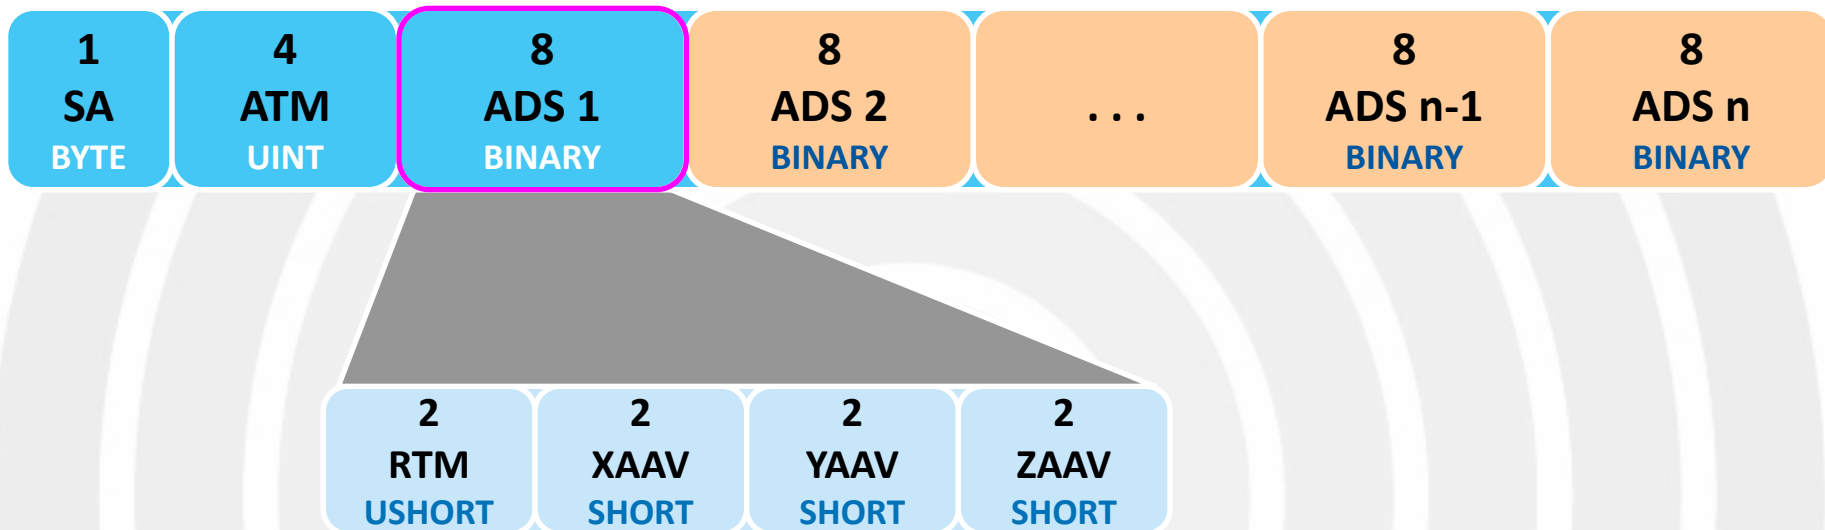 1
SA
BYTE
4
ATM
UINT
8
ADS 1
BINARY
8
ADS 2
BINARY
. . .
8
ADS n-1
BINARY
8
ADS n
BINARY
2
RTM
USHORT
2
XAAV
SHORT
2
YAAV
SHORT
2
ZAAV
SHORT